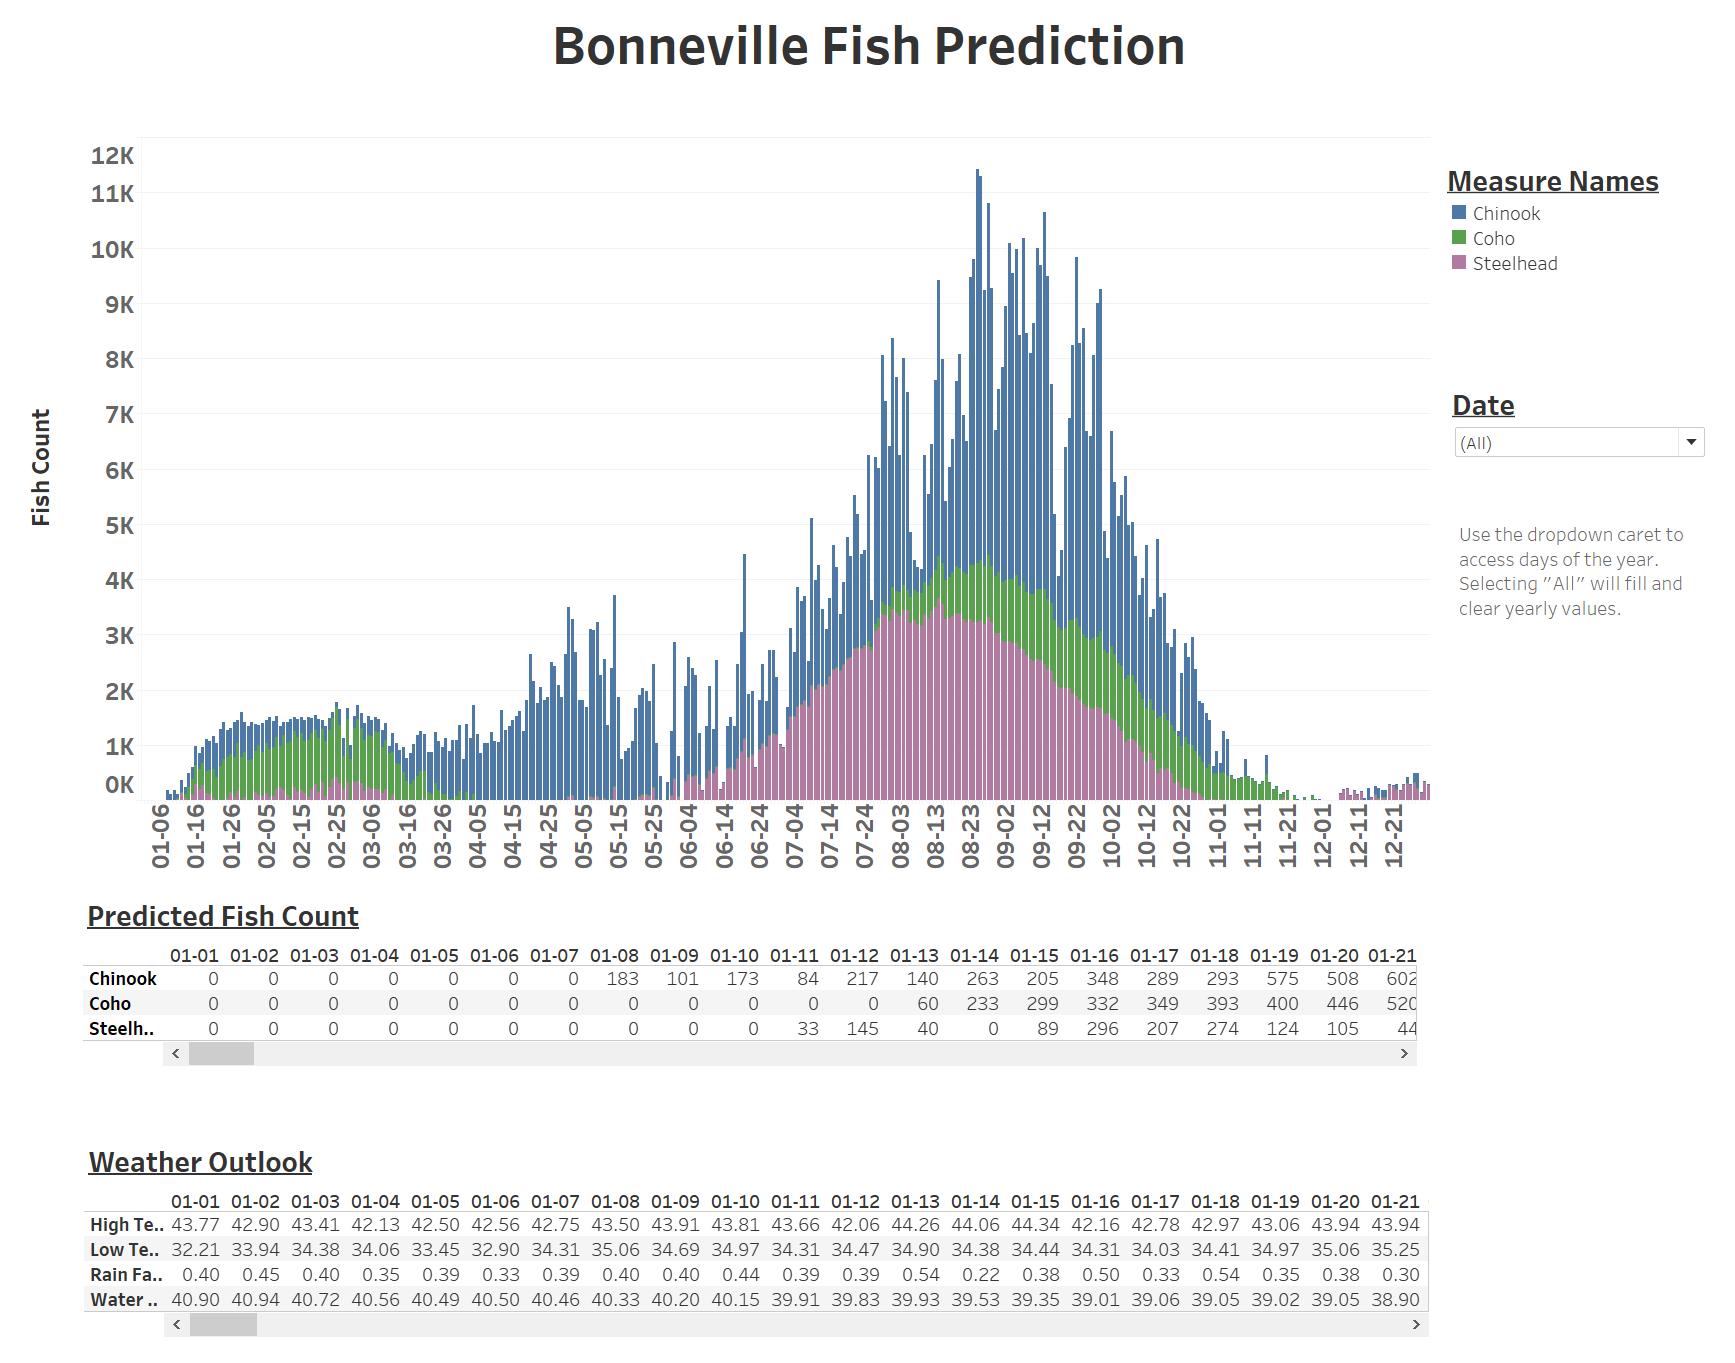 Bonneville Fish Prediction
12K
11K
10K
9K
8K
7K
6K
5K
4K
3K
2K
1K
0K
Fish Count
01-06 01-16 01-26 02-05 02-15 02-25 03-06 03-16 03-26 04-05 04-15 04-25 05-05 05-15 05-25 06-04 06-14 06-24 07-04 07-14 07-24 08-03 08-13 08-23 09-02 09-12 09-22 10-02 10-12 10-22 11-01 11-11 11-21 12-01 12-11 12-21
Measure Names
Chinook
Coho
Steelhead
Date
(All)
Use the dropdown caret to
access days of the year.
Selecting "All" will fill and
clear yearly values.
Predicted Fish Count
01-01 01-02 01-03 01-04 01-05 01-06 01-07 01-08 01-09 01-10 01-11 01-12 01-13 01-14 01-15 01-16 01-17 01-18 01-19 01-20 01-21
Chinook 0 0 0 0 0 0 0 183 101 173 84 217 140 263 205 348 289 293 575 508 602
Coho 0 0 0 0 0 0 0 0 0 0 0 0 60 233 299 332 349 393 400 446 520
Steelh.. 0 0 0 0 0 0 0 0 0 0 33 145 40 0 89 296 207 274 124 105 44
Weather Outlook
01-01 01-02 01-03 01-04 01-05 01-06 01-07 01-08 01-09 01-10 01-11 01-12 01-13 01-14 01-15 01-16 01-17 01-18 01-19 01-20 01-21
High Te.. 43.77 42.90 43.41 42.13 42.50 42.56 42.75 43.50 43.91 43.81 43.66 42.06 44.26 44.06 44.34 42.16 42.78 42.97 43.06 43.94 43.94
Low Te.. 32.21 33.94 34.38 34.06 33.45 32.90 34.31 35.06 34.69 34.97 34.31 34.47 34.90 34.38 34.44 34.31 34.03 34.41 34.97 35.06 35.25
Rain Fa.. 0.40 0.45 0.40 0.35 0.39 0.33 0.39 0.40 0.40 0.44 0.39 0.39 0.54 0.22 0.38 0.50 0.33 0.54 0.35 0.38 0.30
Water .. 40.90 40.94 40.72 40.56 40.49 40.50 40.46 40.33 40.20 40.15 39.91 39.83 39.93 39.53 39.35 39.01 39.06 39.05 39.02 39.05 38.90